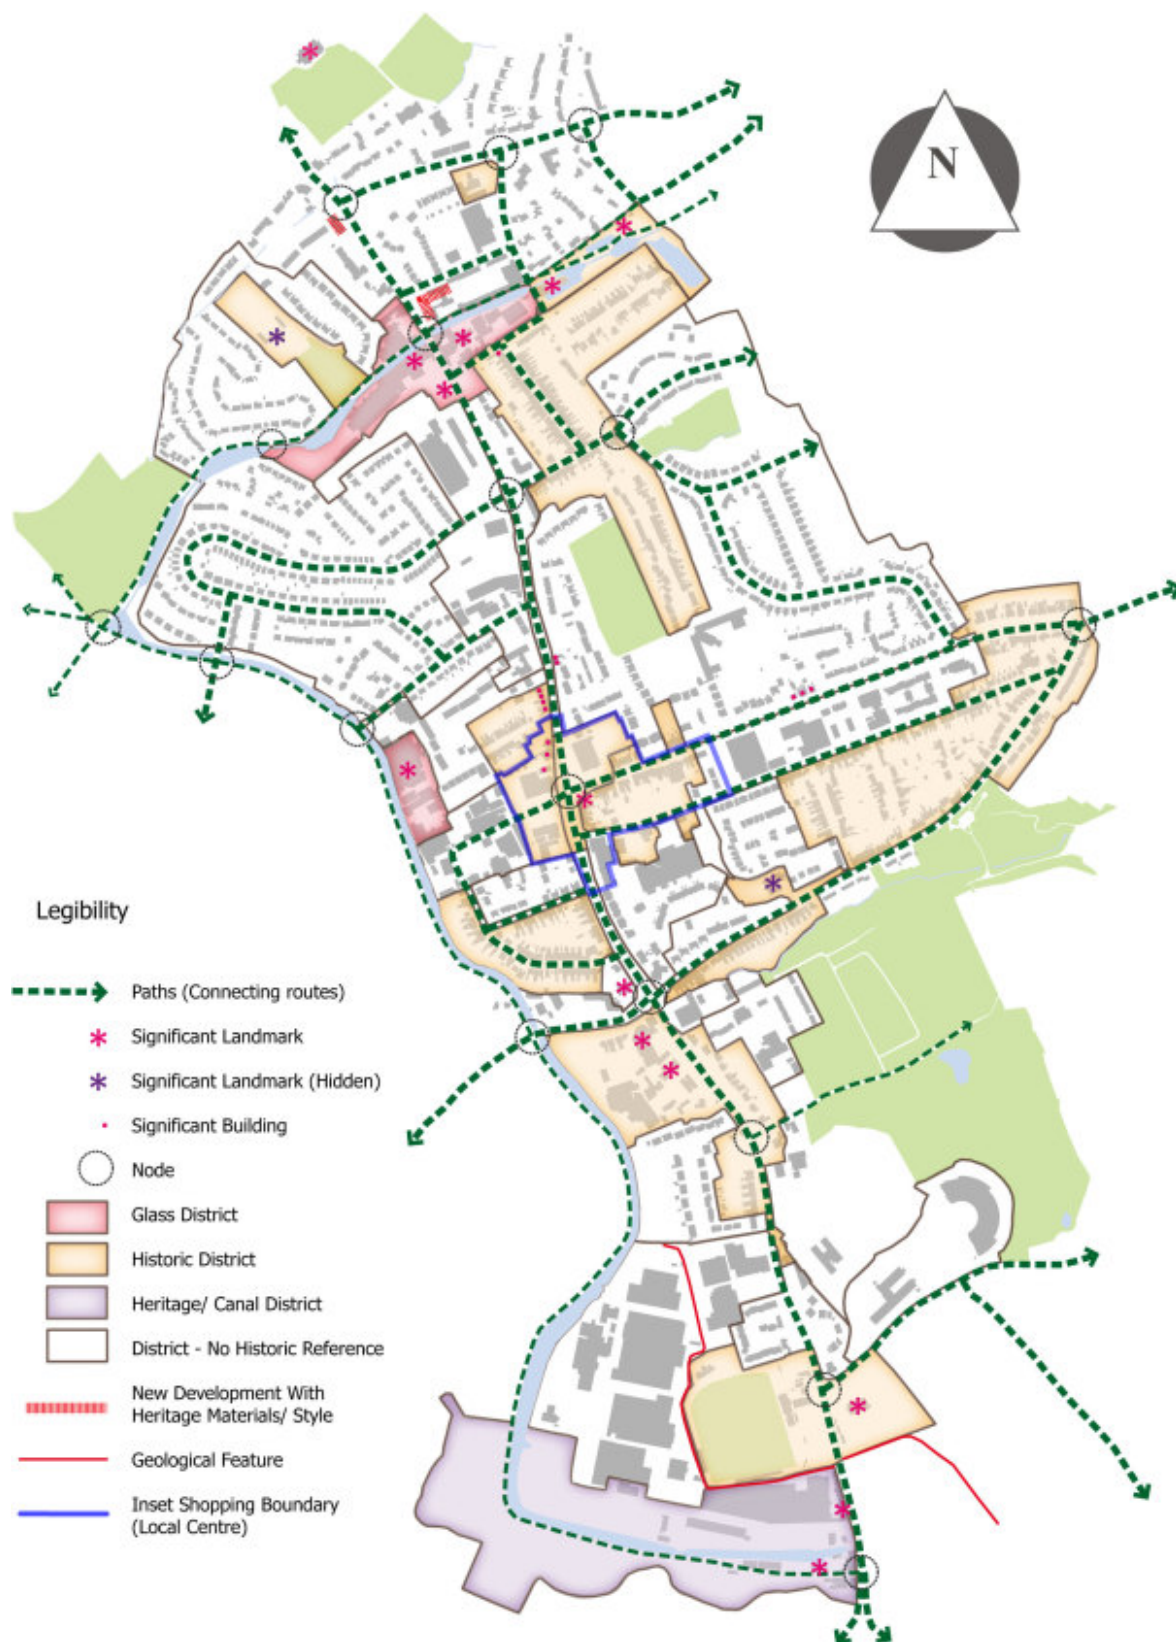 N
Legibility
Paths (Connecting routes)
Significant Landmark
Significant Landmark (Hidden)
Significant Building
Node
Glass District
Historic District
Heritage/ Canal District
District - No Historic Reference
New Development With
Heritage Materials/ Style
Geological Feature
Inset Shopping Boundary
(Local Centre)